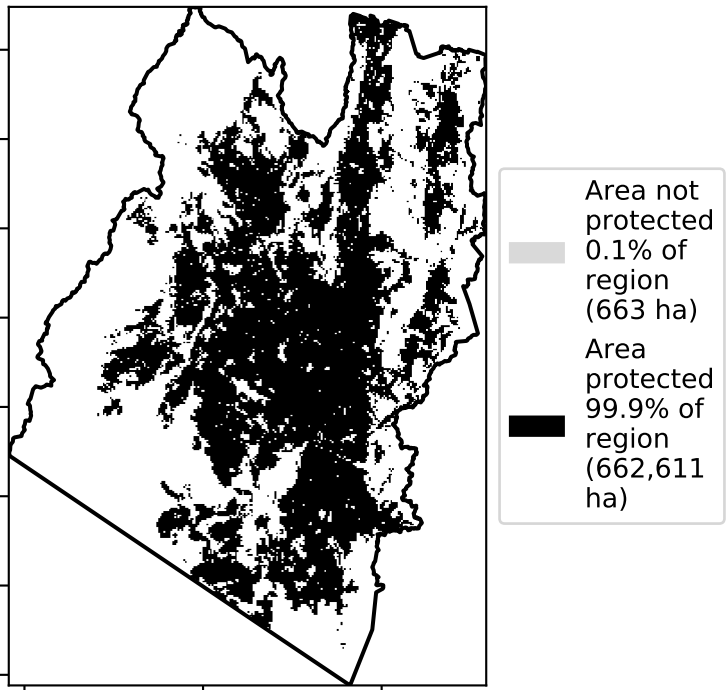 Area not
protected
0.1% of
region
(663 ha)
Area
protected
99.9% of
region
(662,611
ha)